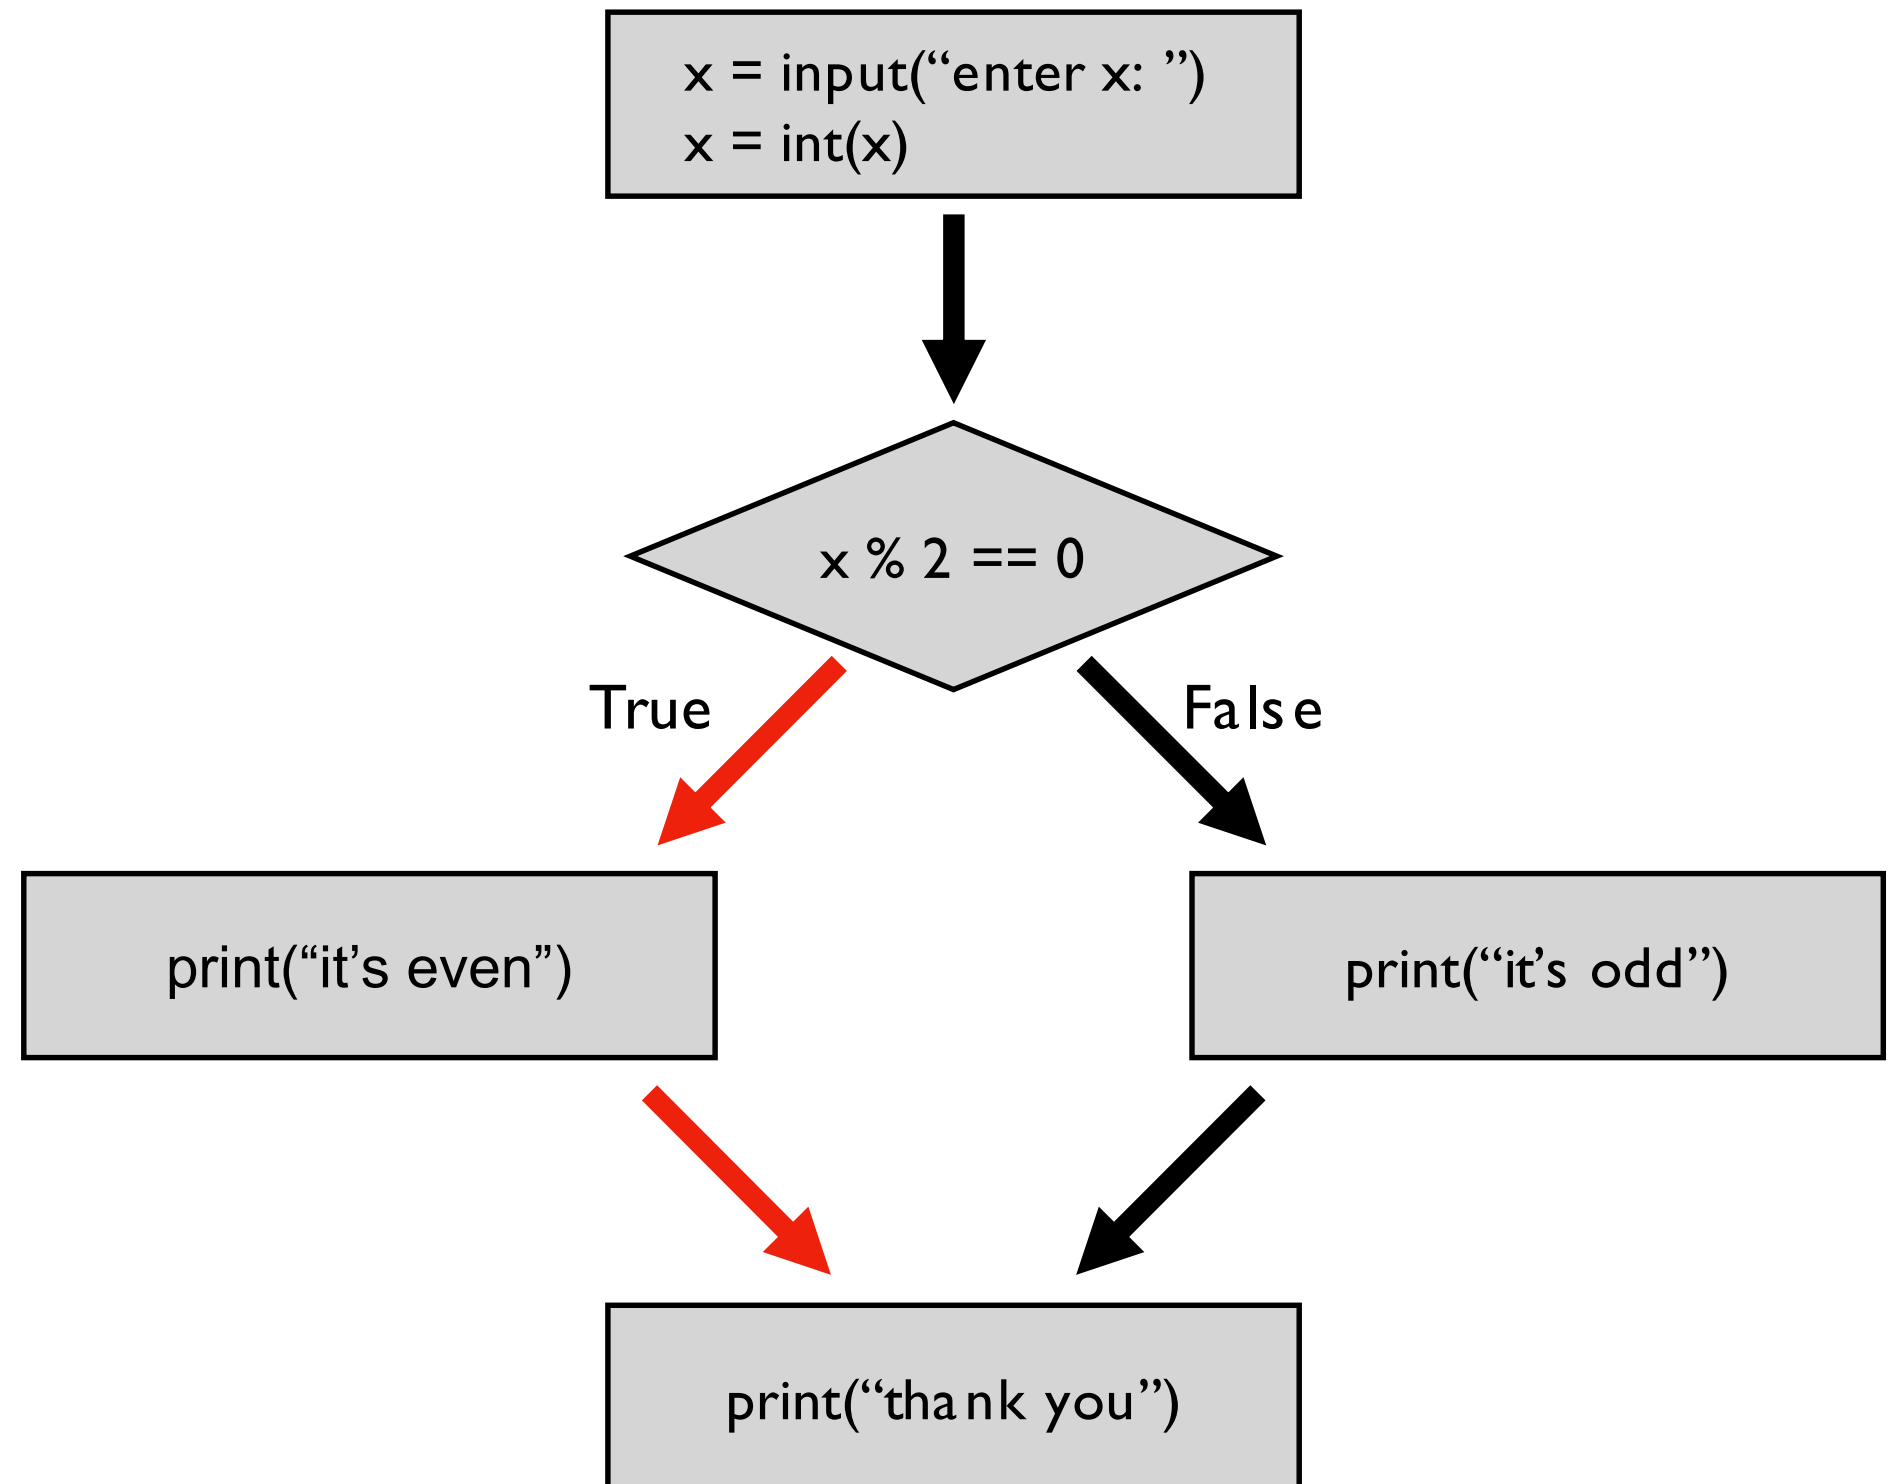 x = input(“enter x: ”)
x = int(x)
x % 2 == 0
True
False
print(“it’s even”)
print(“it’s odd”)
print(“thank you”)